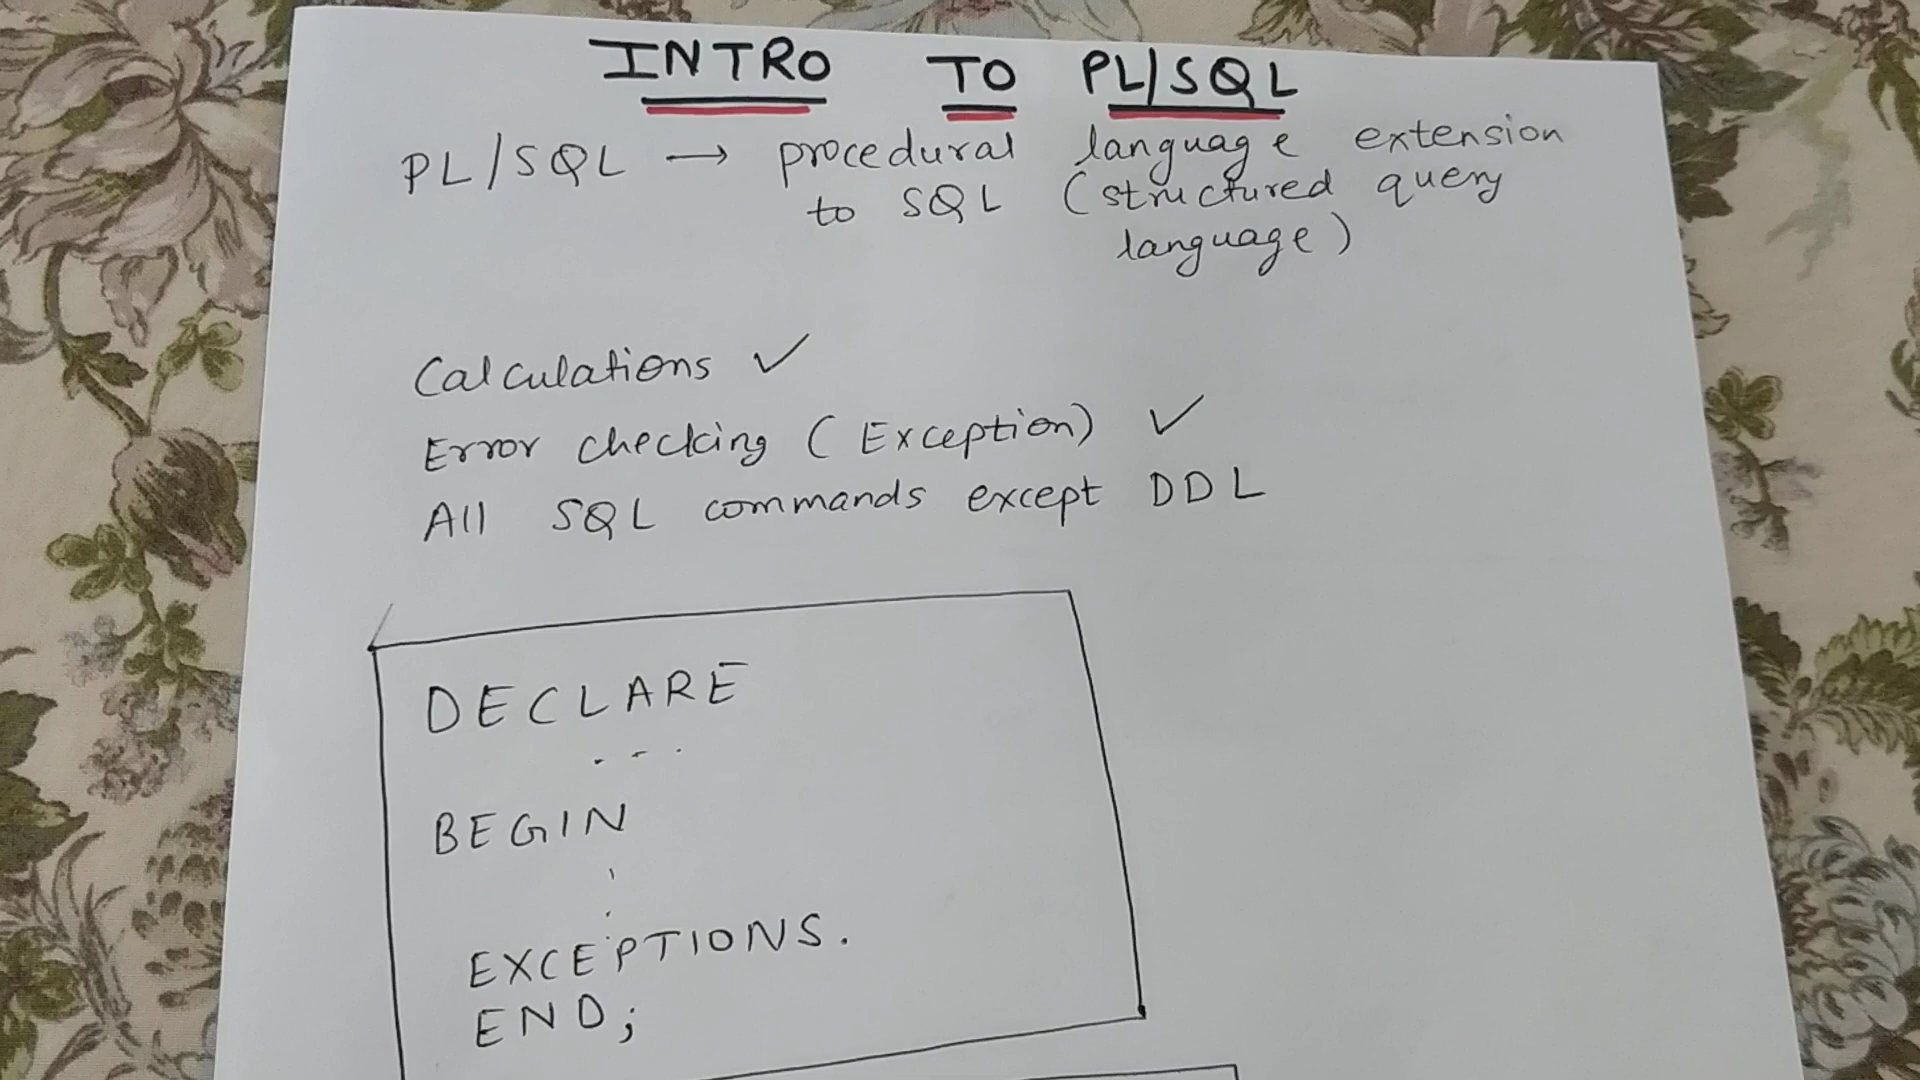 INTRO TO PL/SQL
PL/SQL → procedural language extension
to SQL (structured query
language)
Calculations ✓
Error checking (Exception) ✓
All SQL commands except DDL
DECLARE
...
BEGIN
EXCEPTIONS.
END;